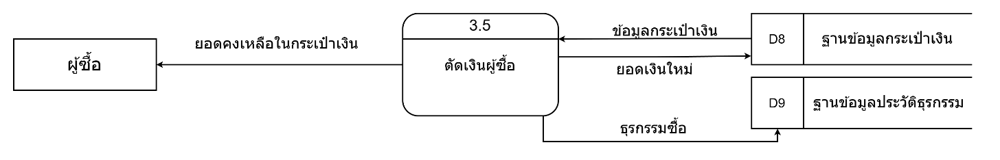 3.5
ข้อมูลกระเป๋าเงิน
D8
ฐานข้อมูลกระเป๋าเงิน
ยอดคงเหลือในกระเป๋าเงิน
ผู้ซื้อ
ตัดเงินผู้ซื้อ
ยอดเงินใหม่
D9
ฐานข้อมูลประวัติธุรกรรม
ธุรกรรมซื้อ